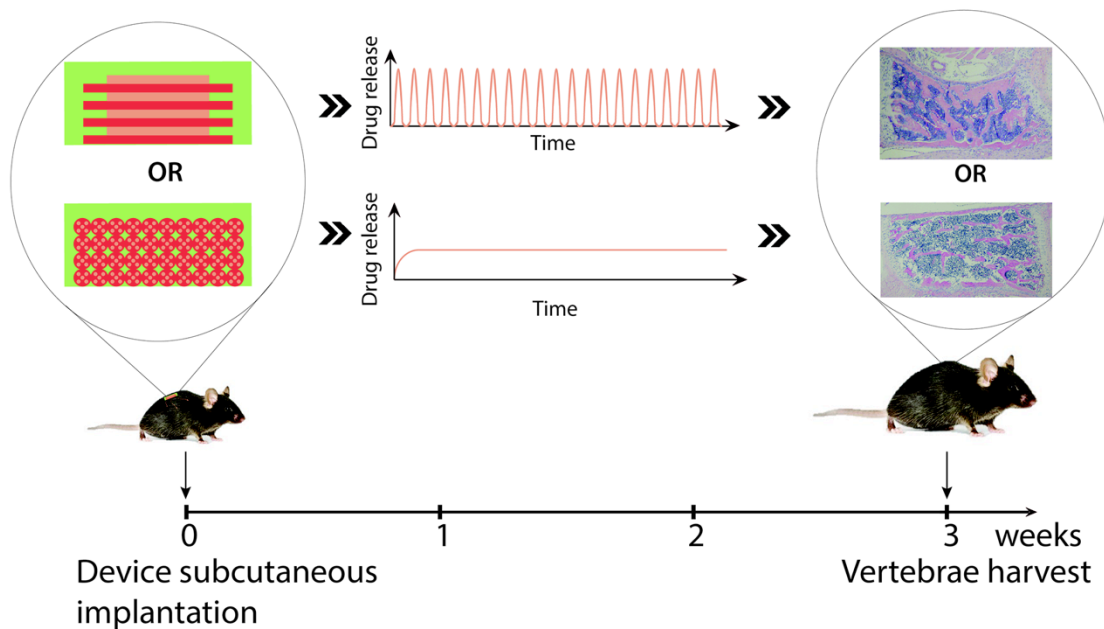 Drug release
Time
OR
Drug release
Time
OR
0
1
2
3
weeks
Device subcutaneous
implantation
Vertebrae harvest